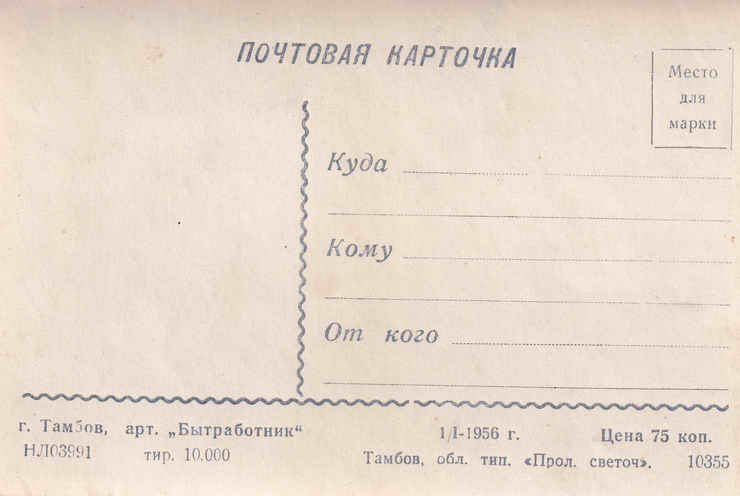 ПОЧТОВАЯ КАРТОЧКА
Место
для
марки
Куда
Кому
От кого
г. Тамбов, арт. „Бытработник“
НЛ03991 тир. 10.000
1/I-1956 г. Цена 75 коп.
Тамбов, обл. тип. «Прол. светоч». 10355